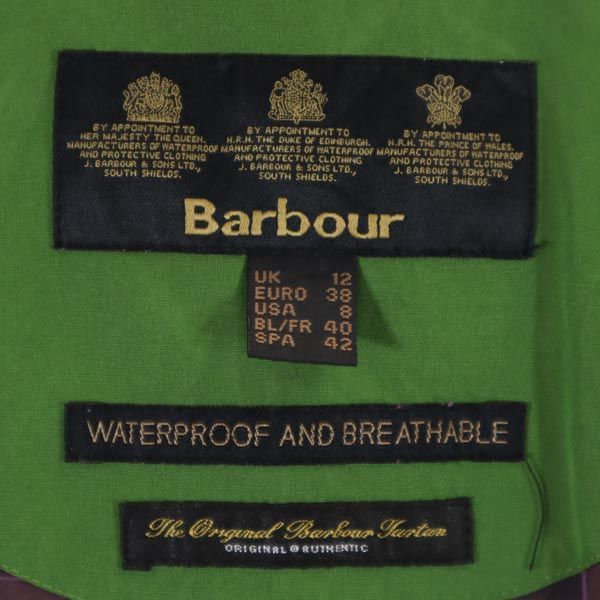 BY APPOINTMENT TO
HER MAJESTY THE QUEEN.
MANUFACTURERS OF WATERPROOF
AND PROTECTIVE CLOTHING
J. BARBOUR & SONS LTD.,
SOUTH SHIELDS.
BY APPOINTMENT TO
H.R.H. THE DUKE OF EDINBURGH.
MANUFACTURERS OF WATERPROOF
AND PROTECTIVE CLOTHING
J. BARBOUR & SONS LTD.,
SOUTH SHIELDS.
BY APPOINTMENT TO
H.R.H. THE PRINCE OF WALES.
MANUFACTURERS OF WATERPROOF
AND PROTECTIVE CLOTHING
J. BARBOUR & SONS LTD.,
SOUTH SHIELDS.
Barbour
UK 12
EURO 38
USA 8
BL/FR 40
SPA 42
WATERPROOF AND BREATHABLE
The Original Barbour Tartan
ORIGINAL & AUTHENTIC